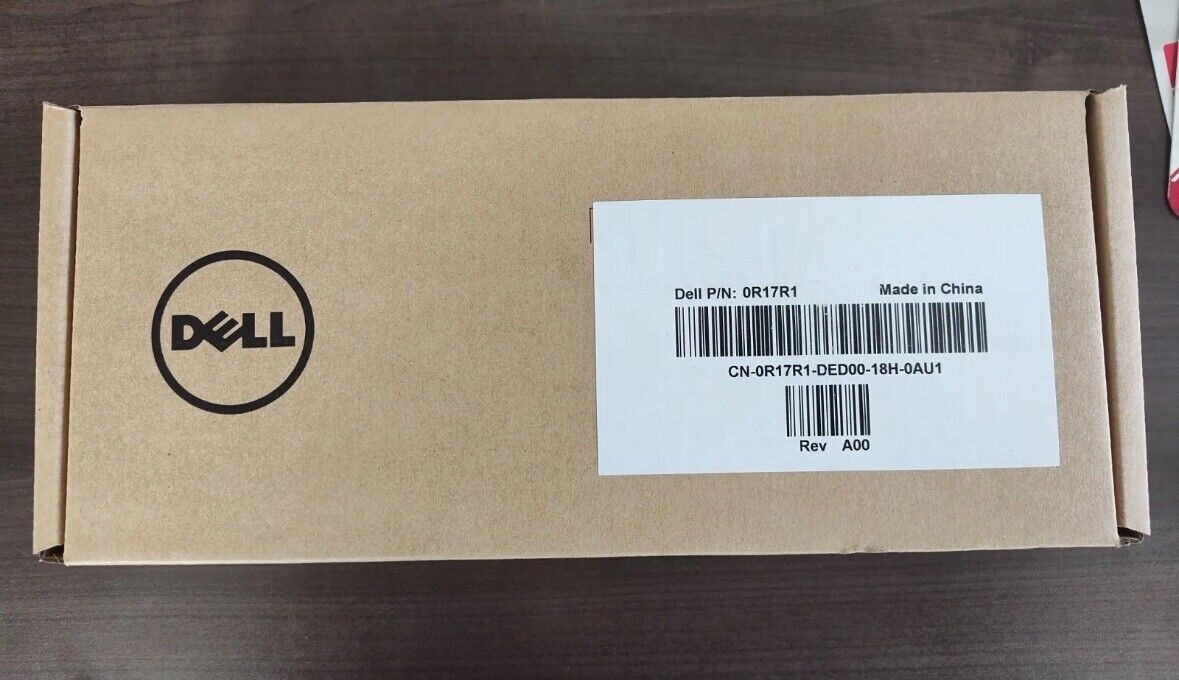 DELL
Dell P/N: 0R17R1 Made in China
CN-0R17R1-DED00-18H-0AU1
Rev A00